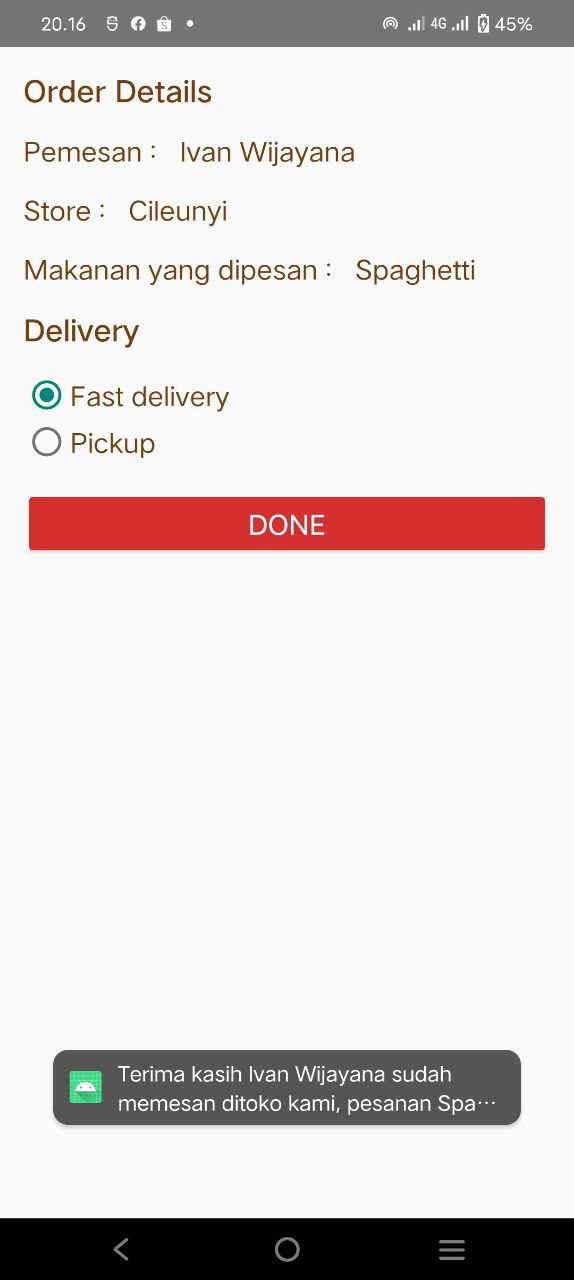 20.16
4G
45%
Order Details
Pemesan : Ivan Wijayana
Store : Cileunyi
Makanan yang dipesan : Spaghetti
Delivery
Fast delivery
Pickup
DONE
Terima kasih Ivan Wijayana sudah
memesan ditoko kami, pesanan Spa···